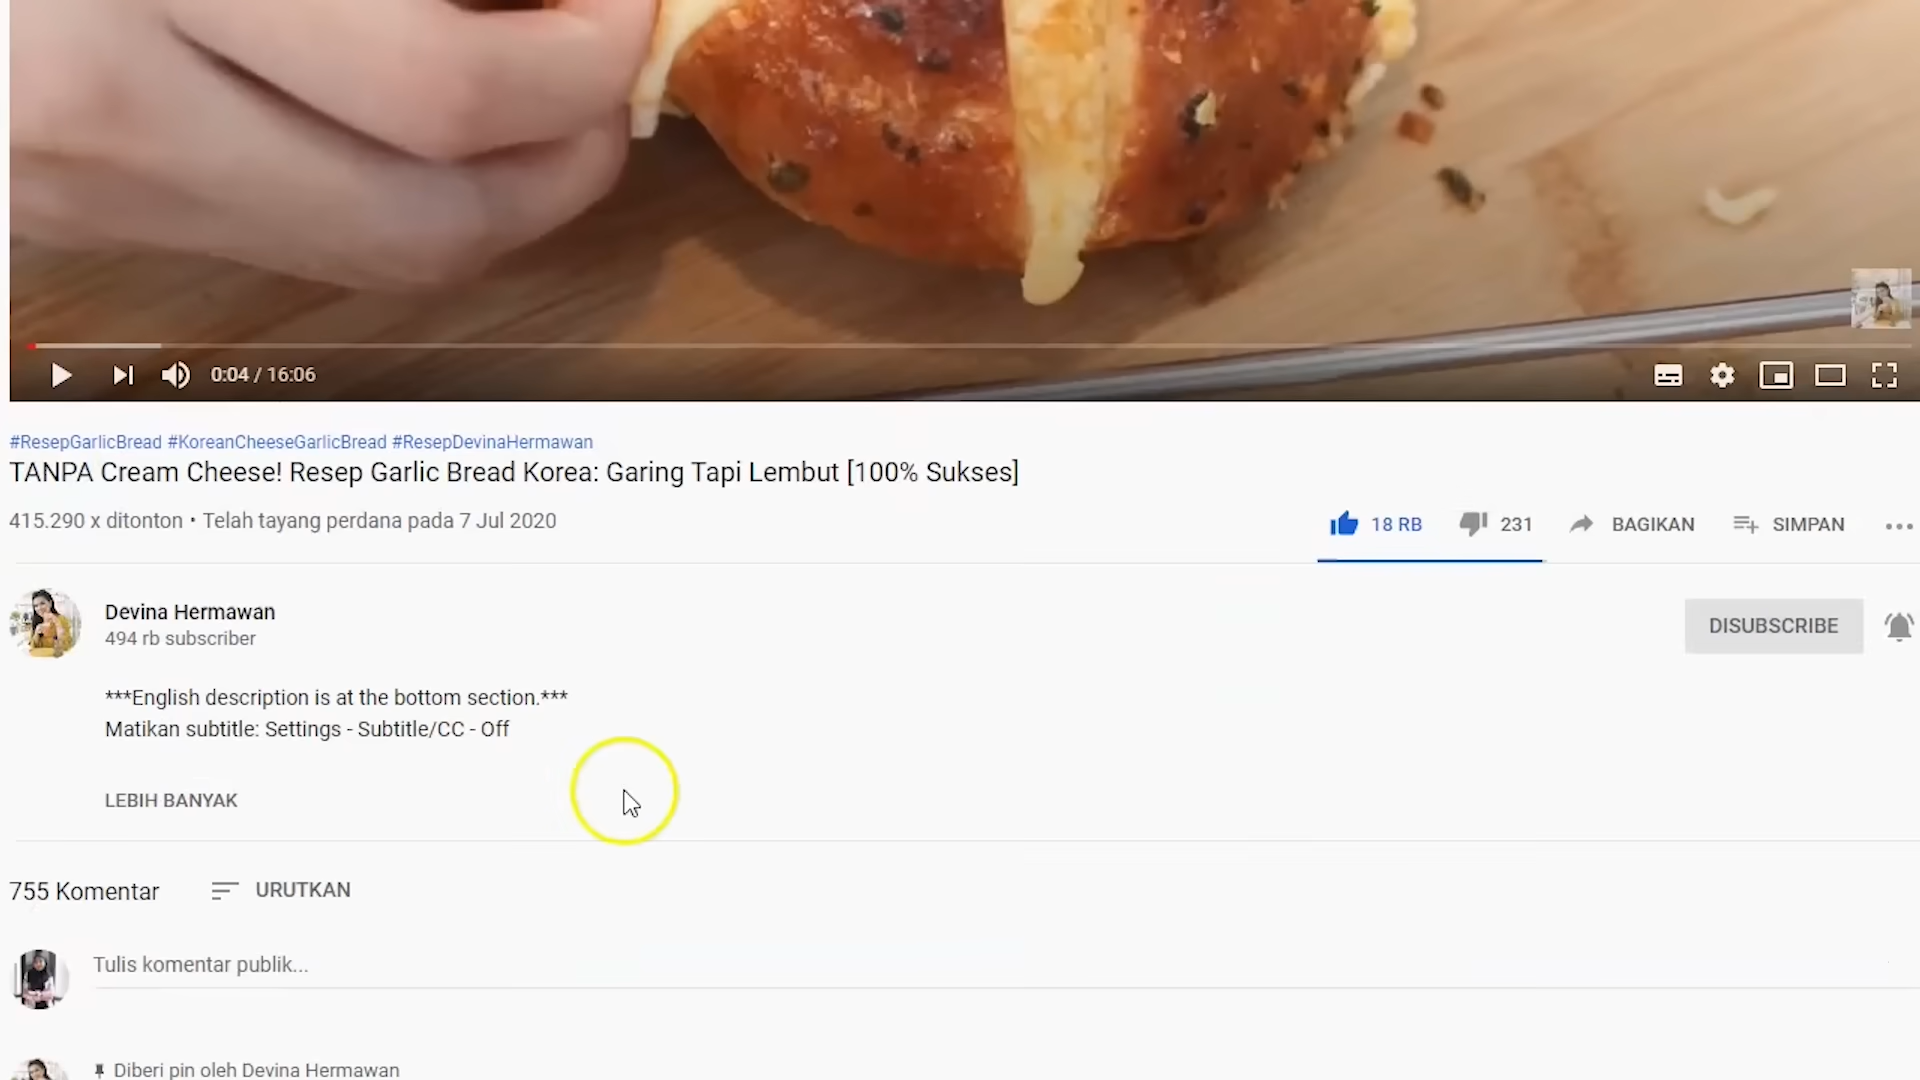 0:04 / 16:06
#ResepGarlicBread #KoreanCheeseGarlicBread #ResepDevinaHermawan
TANPA Cream Cheese! Resep Garlic Bread Korea: Garing Tapi Lembut [100% Sukses]
415.290 x ditonton • Telah tayang perdana pada 7 Jul 2020
18 RB 231 BAGIKAN SIMPAN
Devina Hermawan
494 rb subscriber
DISUBSCRIBE
***English description is at the bottom section.***
Matikan subtitle: Settings - Subtitle/CC - Off
LEBIH BANYAK
755 Komentar URUTKAN
Tulis komentar publik...
Diberi pin oleh Devina Hermawan